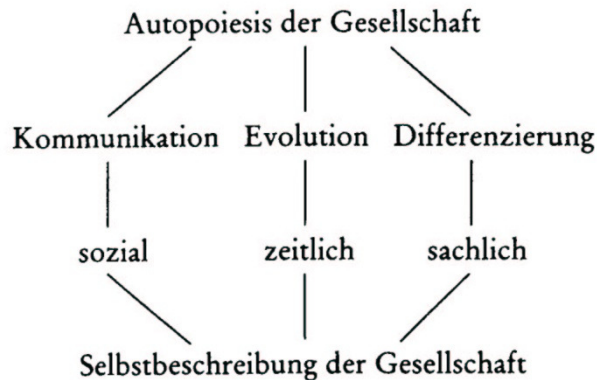 Autopoiesis der Gesellschaft
Kommunikation Evolution Differenzierung
sozial zeitlich sachlich
Selbstbeschreibung der Gesellschaft